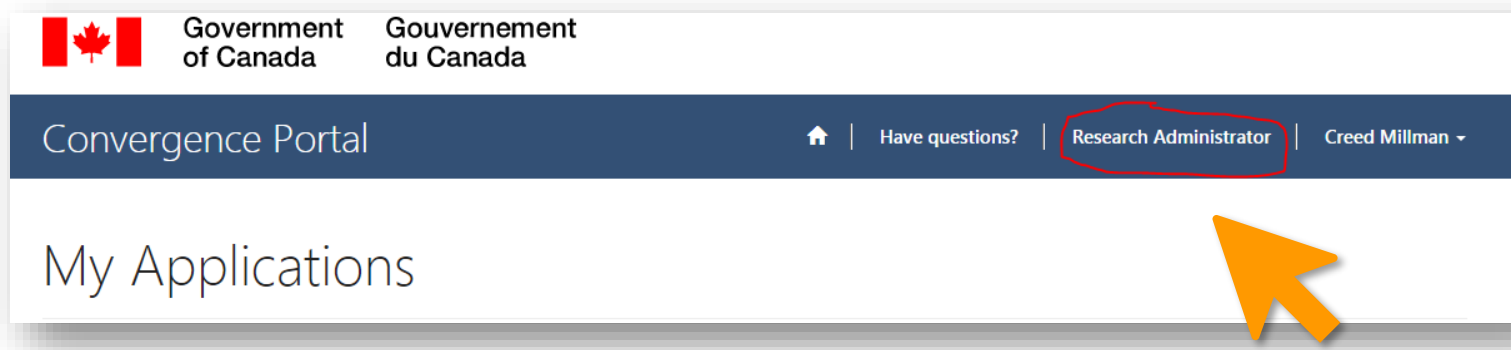 Government of Canada
Gouvernement du Canada
Convergence Portal
Have questions?
Research Administrator
Creed Millman
My Applications